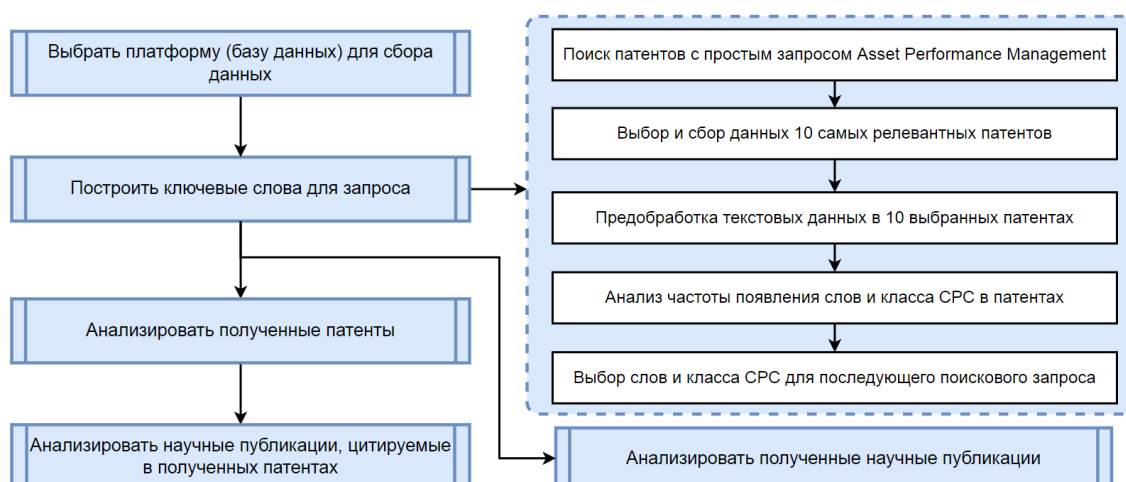 Выбрать платформу (базу данных) для сбора
данных
Построить ключевые слова для запроса
Анализировать полученные патенты
Анализировать научные публикации, цитируемые
в полученных патентах
Поиск патентов с простым запросом Asset Performance Management
Выбор и сбор данных 10 самых релевантных патентов
Предобработка текстовых данных в 10 выбранных патентах
Анализ частоты появления слов и класса CPC в патентах
Выбор слов и класса CPC для последующего поискового запроса
Анализировать полученные научные публикации